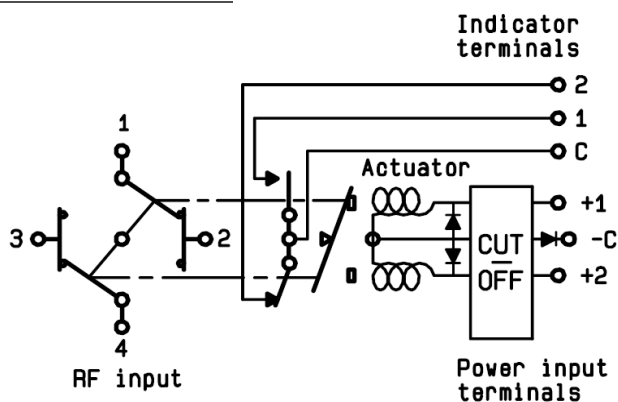 Indicator
terminals
2
1
C
1
Actuator
+1
3
2
CUT
OFF
-C
+2
4
RF input
Power input
terminals